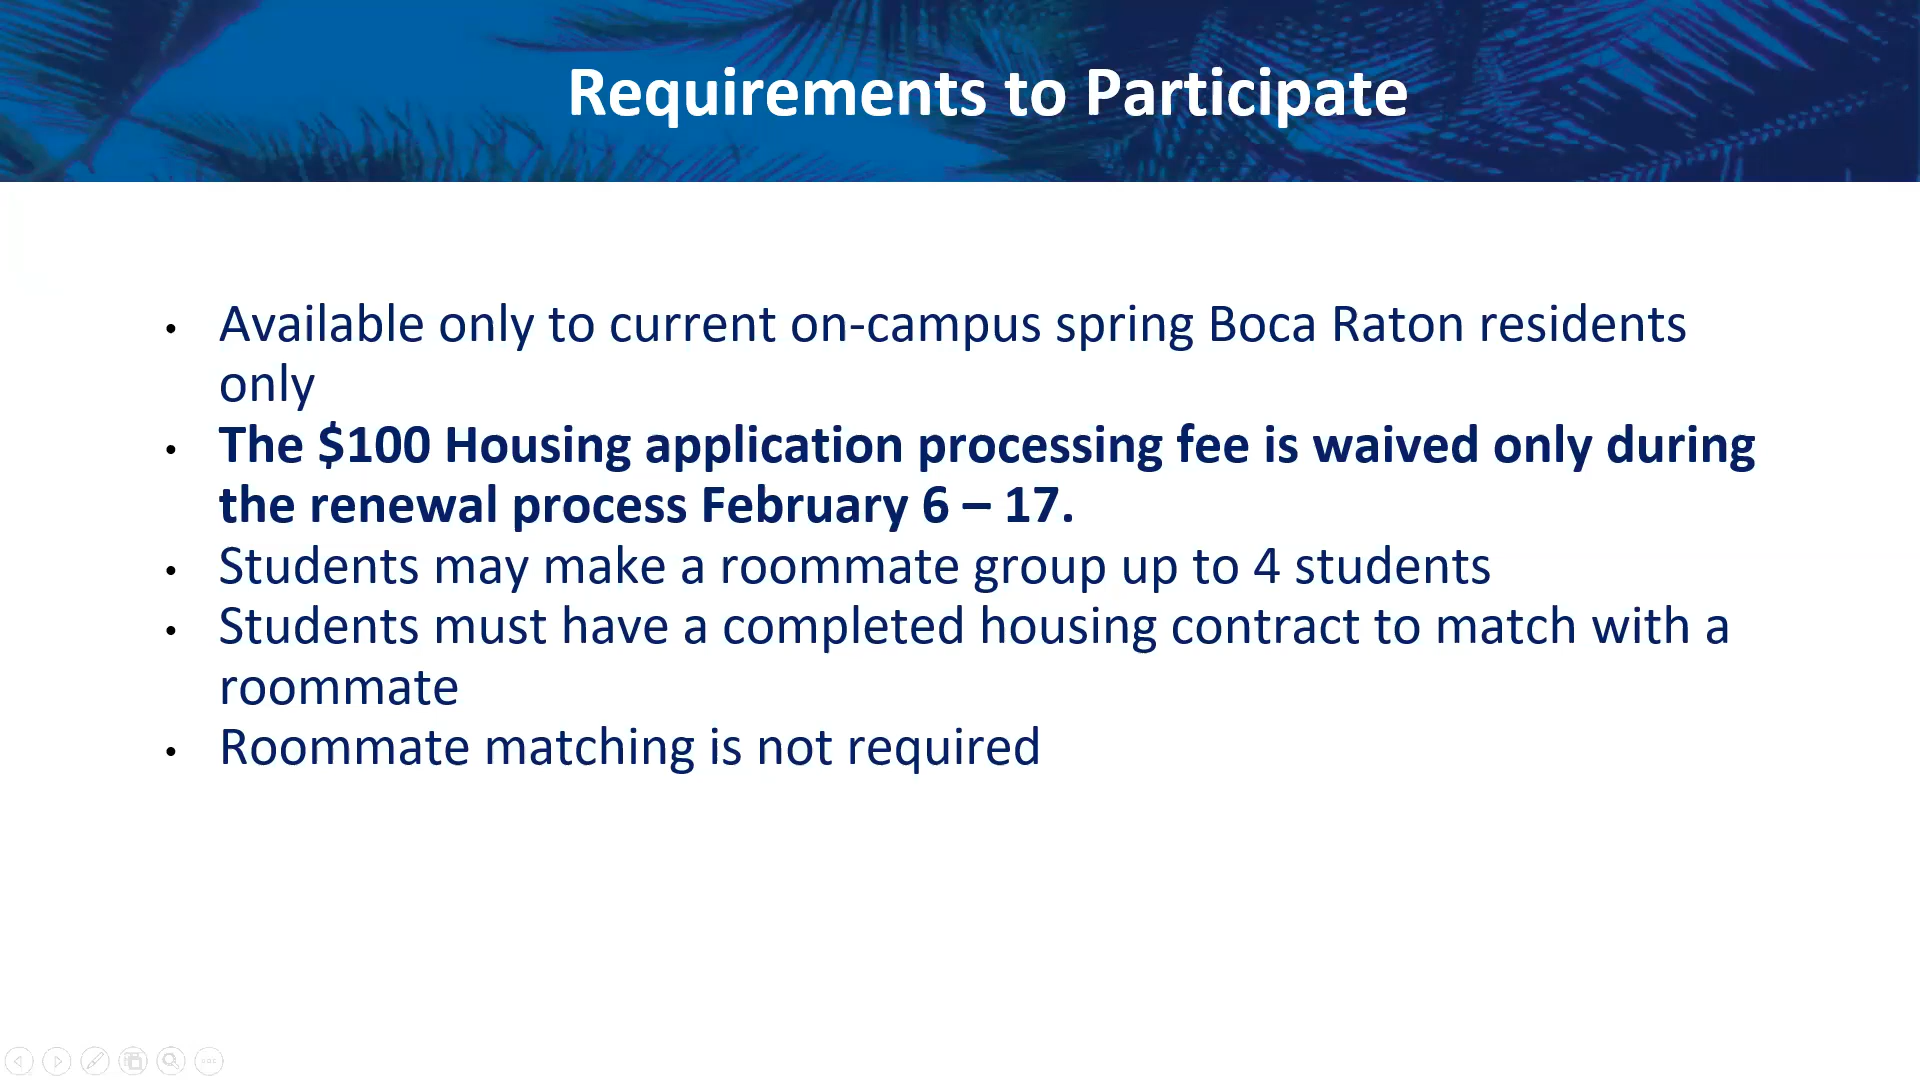 Requirements to Participate
• Available only to current on-campus spring Boca Raton residents
only
• The $100 Housing application processing fee is waived only during
the renewal process February 6 – 17.
• Students may make a roommate group up to 4 students
• Students must have a completed housing contract to match with a
roommate
• Roommate matching is not required